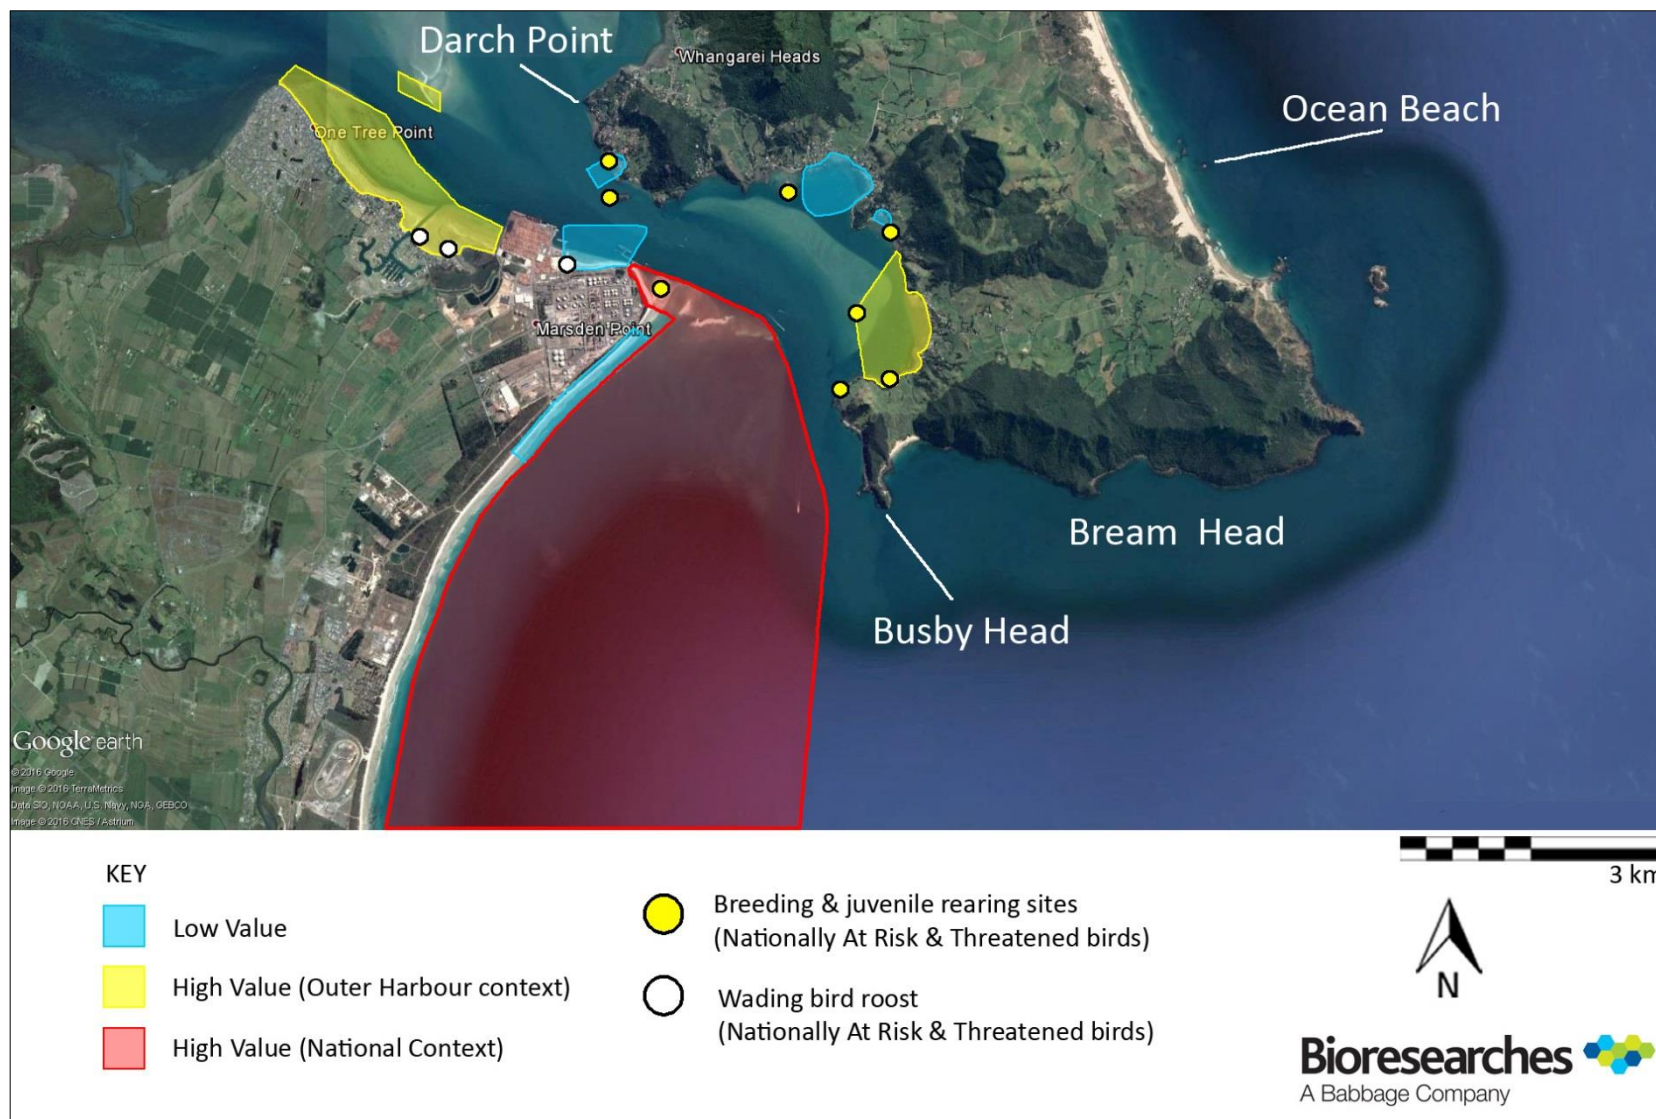 Darch Point
Whangarei Heads
Ocean Beach
One Tree Point
Marsden Point
Bream Head
Busby Head
Google earth
© 2016 Google
Image © 2016 TerraMetrics
Data SIO, NOAA, U.S. Navy, NGA, GEBCO
Image © 2016 CNES / Astrium
3 km
KEY
Low Value
High Value (Outer Harbour context)
High Value (National Context)
Breeding & juvenile rearing sites
(Nationally At Risk & Threatened birds)
Wading bird roost
(Nationally At Risk & Threatened birds)
N
Bioresearches
A Babbage Company